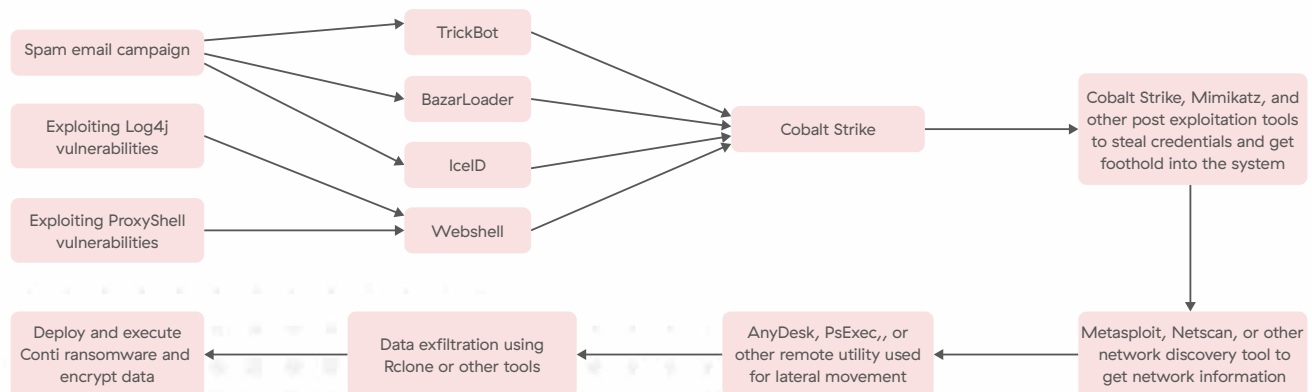 Spam email campaign
Exploiting Log4j
vulnerabilities
Exploiting ProxyShell
vulnerabilities
TrickBot
BazarLoader
IceID
Webshell
Cobalt Strike
Cobalt Strike, Mimikatz, and
other post exploitation tools
to steal credentials and get
foothold into the system
Metasploit, Netscan, or other
network discovery tool to
get network information
AnyDesk, PsExec,, or
other remote utility used
for lateral movement
Data exfiltration using
Rclone or other tools
Deploy and execute
Conti ransomware and
encrypt data